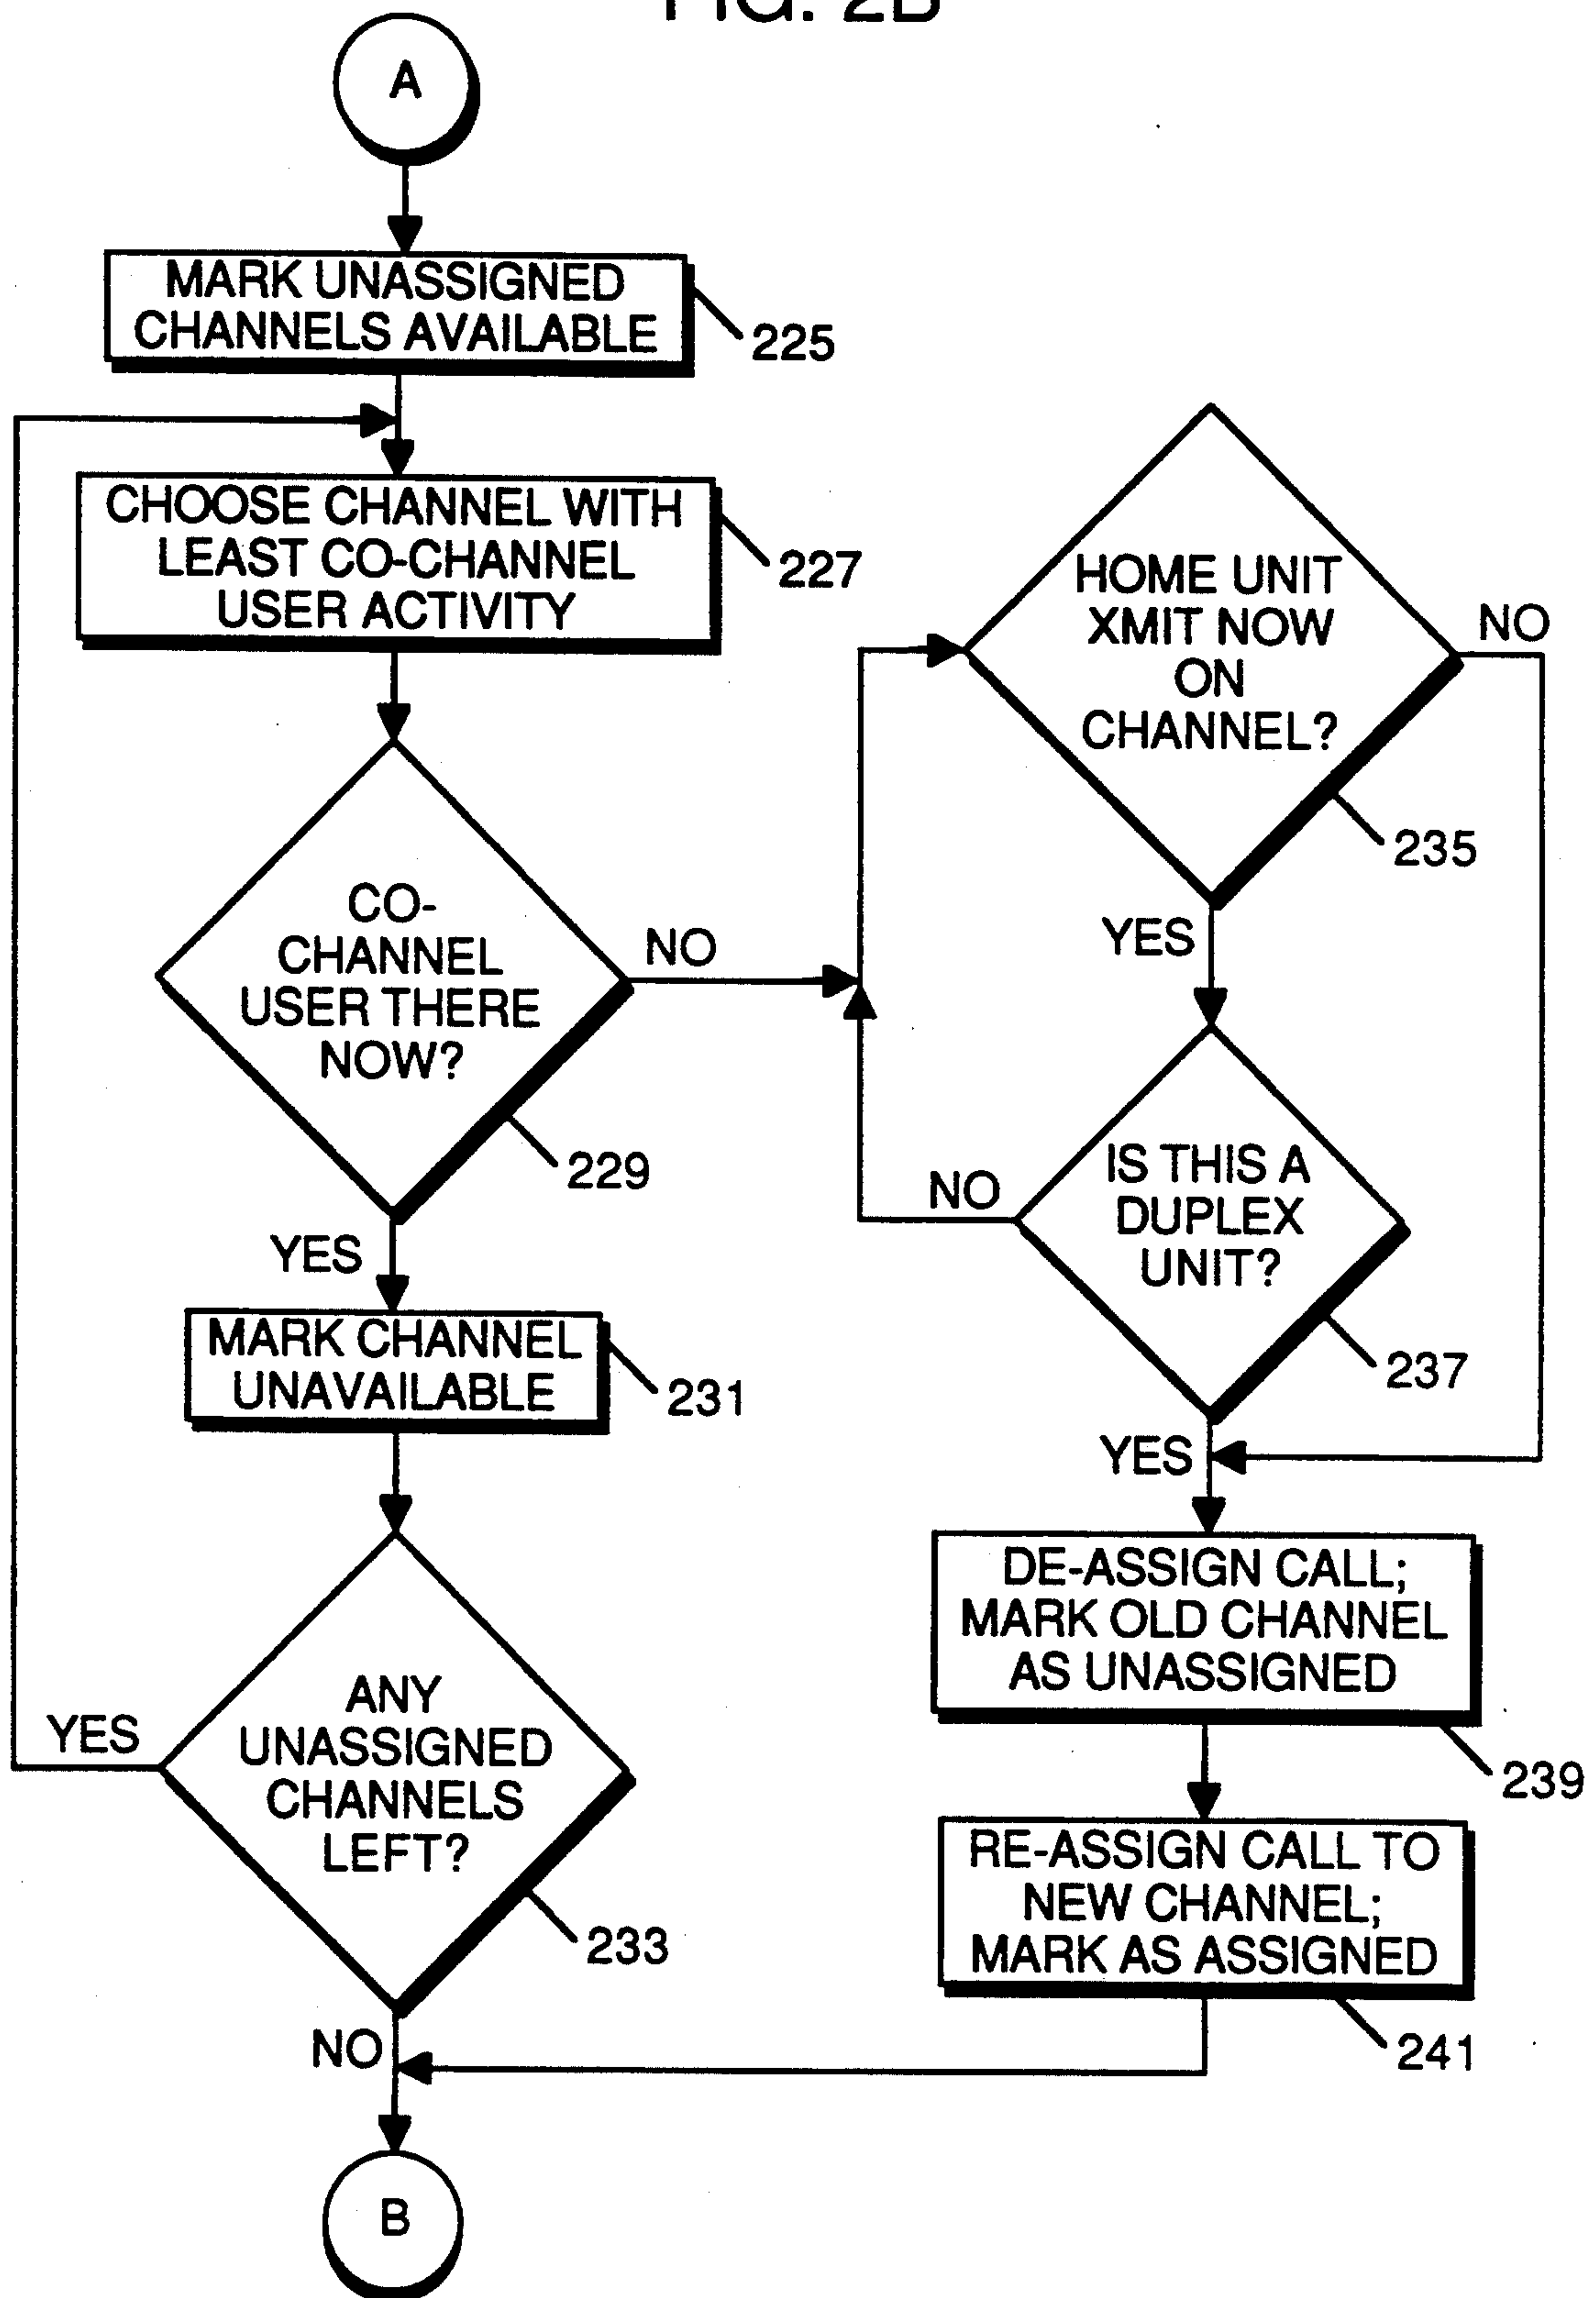 FIG. 2B
A
MARK UNASSIGNED
CHANNELS AVAILABLE
225
CHOOSE CHANNEL WITH
LEAST CO-CHANNEL
USER ACTIVITY
227
CO-
CHANNEL
USER THERE
NOW?
NO
229
YES
MARK CHANNEL
UNAVAILABLE
231
ANY
UNASSIGNED
CHANNELS
LEFT?
YES
233
NO
B
HOME UNIT
XMIT NOW
ON
CHANNEL?
NO
235
YES
IS THIS A
DUPLEX
UNIT?
NO
237
YES
DE-ASSIGN CALL;
MARK OLD CHANNEL
AS UNASSIGNED
239
RE-ASSIGN CALL TO
NEW CHANNEL;
MARK AS ASSIGNED
241